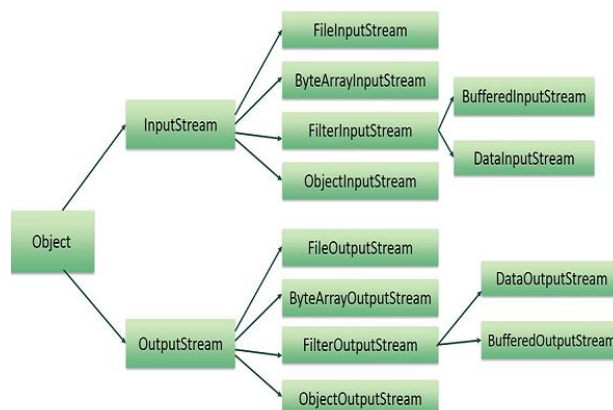 Object
InputStream
FileInputStream
ByteArrayInputStream
FilterInputStream
BufferedInputStream
DataInputStream
ObjectInputStream
OutputStream
FileOutputStream
ByteArrayOutputStream
FilterOutputStream
DataOutputStream
BufferedOutputStream
ObjectOutputStream